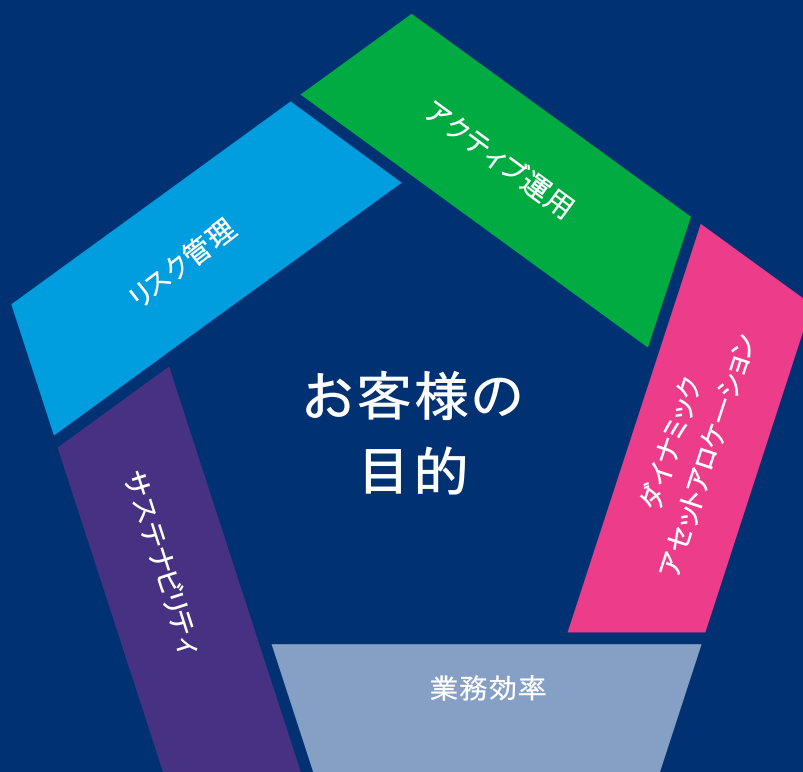 アクティブ運用
リスク管理
ダイナミック
アセットアロケーション
お客様の
目的
サステナビリティ
業務効率